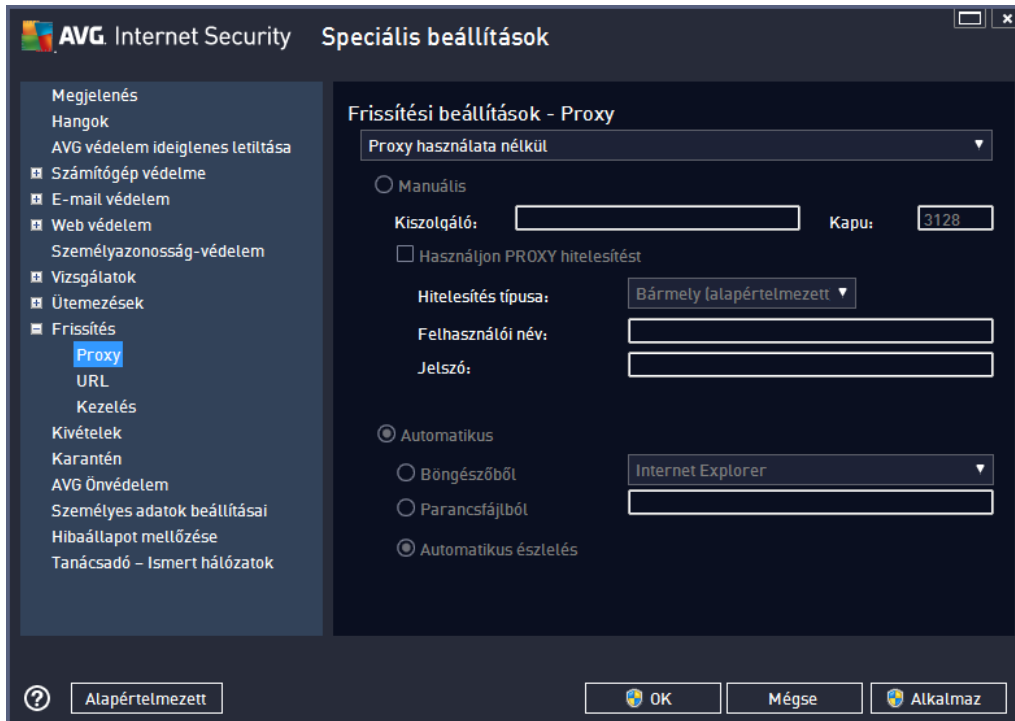 AVG. Internet Security Speciális beállítások
Megjelenés
Hangok
AVG védelem ideiglenes letiltása
Számítógép védelme
E-mail védelem
Web védelem
Személyazonosság-védelem
Vizsgálatok
Ütemezések
Frissítés
Proxy
URL
Kezelés
Kivételek
Karantén
AVG Önvédelem
Személyes adatok beállításai
Hibaállapot mellőzése
Tanácsadó – Ismert hálózatok
Frissítési beállítások - Proxy
Proxy használata nélkül
Manuális
Kiszolgáló: Kapu: 3128
Használjon PROXY hitelesítést
Hitelesítés típusa: Bármely (alapértelmezett
Felhasználói név:
Jelszó:
Automatikus
Böngészőből Internet Explorer
Parancsfájlból
Automatikus észlelés
Alapértelmezett OK Mégse Alkalmaz